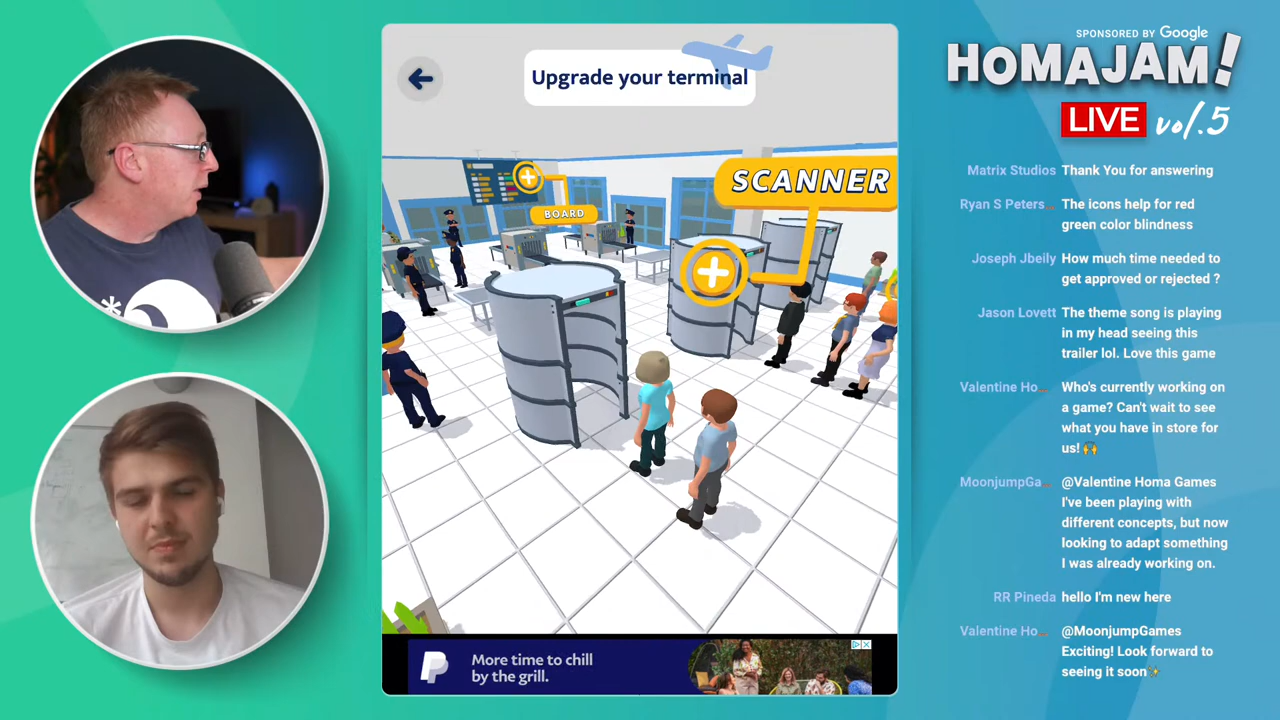 Upgrade your terminal
SCANNER
BOARD
More time to chill
by the grill.
SPONSORED BY Google
HOMAJAM!
LIVE vol.5
Matrix Studios Thank You for answering
Ryan S Peters... The icons help for red
green color blindness
Joseph Jbeily How much time needed to
get approved or rejected ?
Jason Lovett The theme song is playing
in my head seeing this
trailer lol. Love this game
Valentine Ho... Who's currently working on
a game? Can't wait to see
what you have in store for
us! 🙌
MoonjumpGa... @Valentine Homa Games
I've been playing with
different concepts, but now
looking to adapt something
I was already working on.
RR Pineda hello I'm new here
Valentine Ho... @MoonjumpGames
Exciting! Look forward to
seeing it soon✨